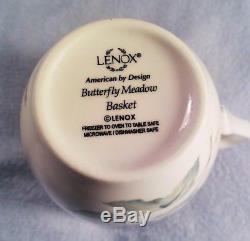 LENOX®
American by Design
Butterfly Meadow
Basket
©LENOX
FREEZER TO OVEN TO TABLE SAFE
MICROWAVE / DISHWASHER SAFE